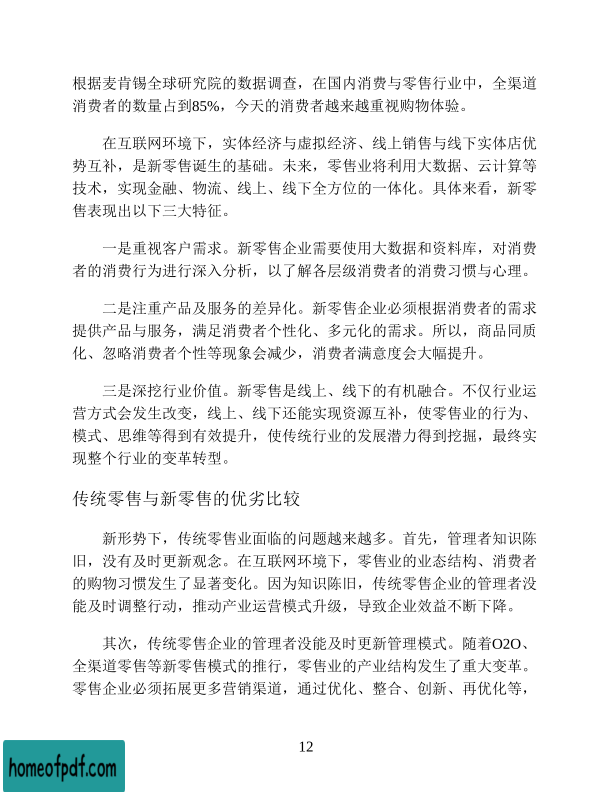 根据麦肯锡全球研究院的数据调查，在国内消费与零售行业中，全渠道
消费者的数量占到85%，今天的消费者越来越重视购物体验。
在互联网环境下，实体经济与虚拟经济、线上销售与线下实体店优
势互补，是新零售诞生的基础。未来，零售业将利用大数据、云计算等
技术，实现金融、物流、线上、线下全方位的一体化。具体来看，新零
售表现出以下三大特征。
一是重视客户需求。新零售企业需要使用大数据和资料库，对消费
者的消费行为进行深入分析，以了解各层级消费者的消费习惯与心理。
二是注重产品及服务的差异化。新零售企业必须根据消费者的需求
提供产品与服务，满足消费者个性化、多元化的需求。所以，商品同质
化、忽略消费者个性等现象会减少，消费者满意度会大幅提升。
三是深挖行业价值。新零售是线上、线下的有机融合。不仅行业运
营方式会发生改变，线上、线下还能实现资源互补，使零售业的行为、
模式、思维等得到有效提升，使传统行业的发展潜力得到挖掘，最终实
现整个行业的变革转型。
传统零售与新零售的优劣比较
新形势下，传统零售业面临的问题越来越多。首先，管理者知识陈
旧，没有及时更新观念。在互联网环境下，零售业的业态结构、消费者
的购物习惯发生了显著变化。因为知识陈旧，传统零售企业的管理者没
能及时调整行动，推动产业运营模式升级，导致企业效益不断下降。
其次，传统零售企业的管理者没能及时更新管理模式。随着O2O、
全渠道零售等新零售模式的推行，零售业的产业结构发生了重大变革。
零售企业必须拓展更多营销渠道，通过优化、整合、创新、再优化等，
12
homeofpdf.com